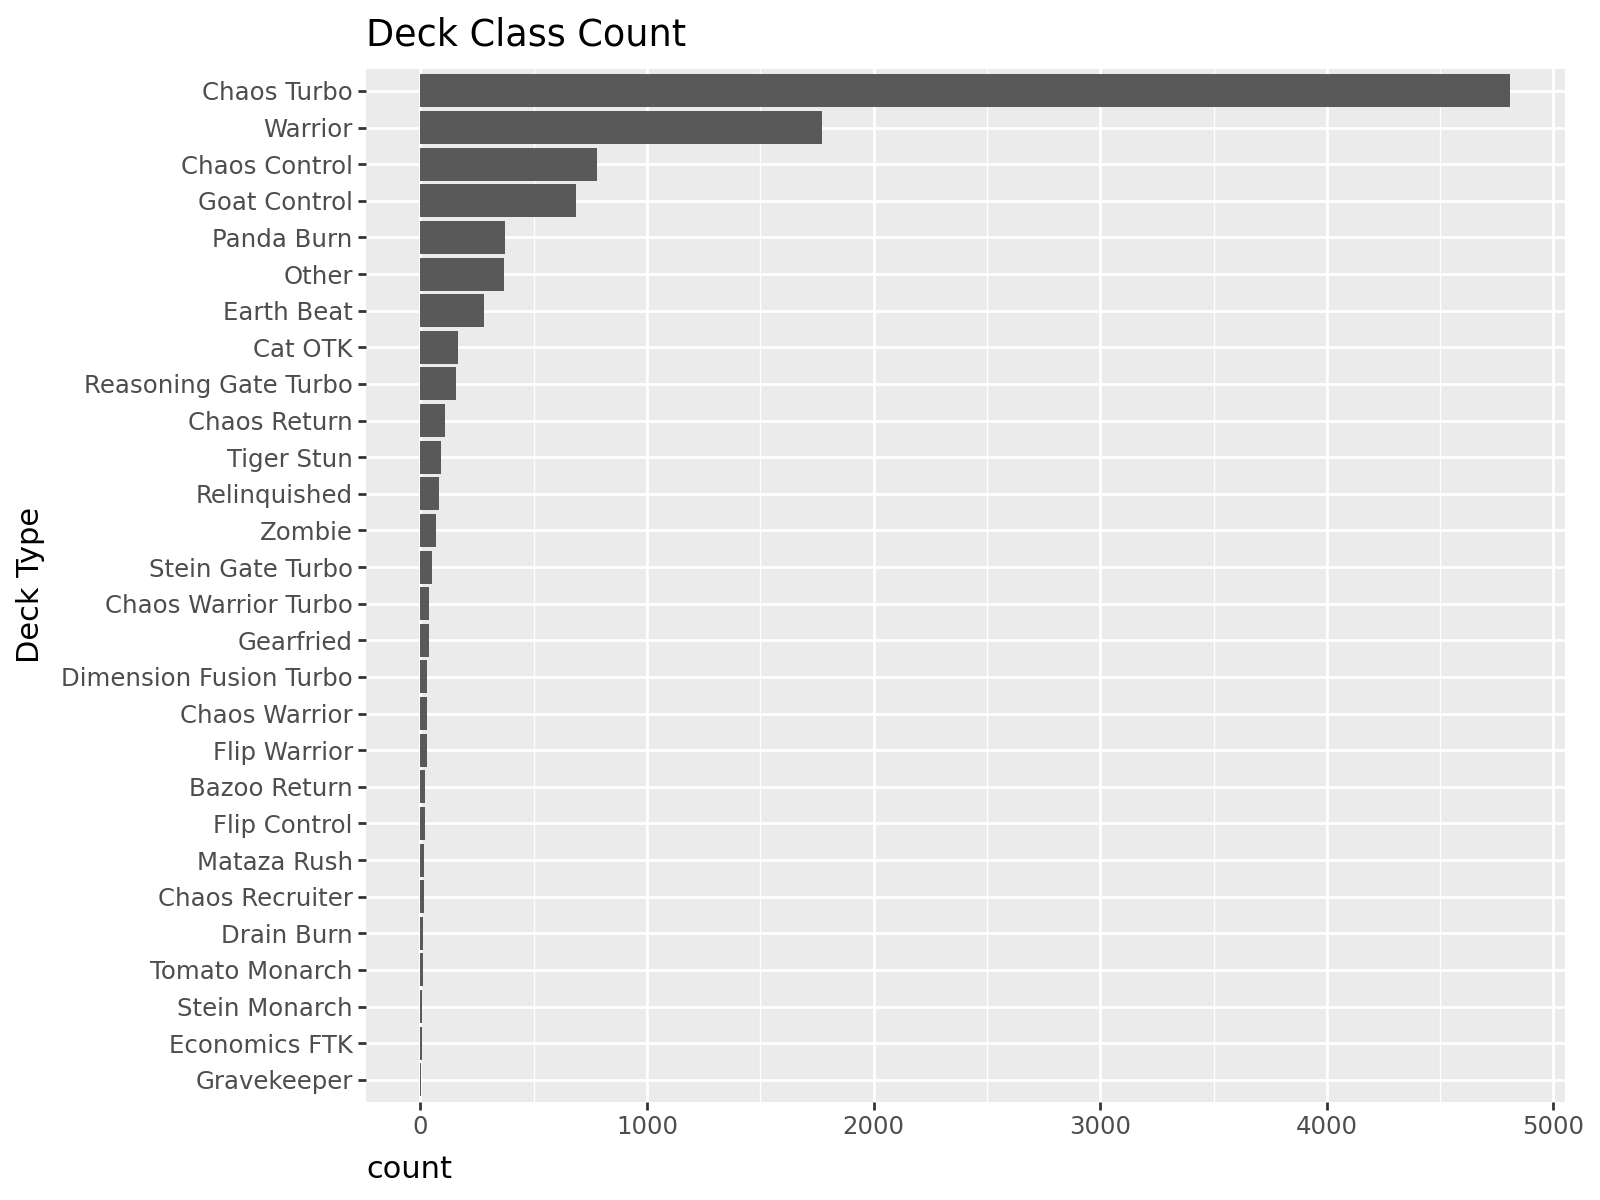 Deck Class Count
Chaos Turbo
Warrior
Chaos Control
Goat Control
Panda Burn
Other
Earth Beat
Cat OTK
Reasoning Gate Turbo
Chaos Return
Tiger Stun
Relinquished
Zombie
Stein Gate Turbo
Chaos Warrior Turbo
Gearfried
Dimension Fusion Turbo
Chaos Warrior
Flip Warrior
Bazoo Return
Flip Control
Mataza Rush
Chaos Recruiter
Drain Burn
Tomato Monarch
Stein Monarch
Economics FTK
Gravekeeper
Deck Type
0 1000 2000 3000 4000 5000
count